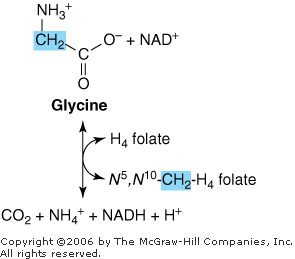 NH₃⁺
CH₂ O⁻ + NAD⁺
C
O
Glycine
H₄ folate
N⁵,N¹⁰-CH₂-H₄ folate
CO₂ + NH₄⁺ + NADH + H⁺
Copyright ©2006 by The McGraw-Hill Companies, Inc.
All rights reserved.